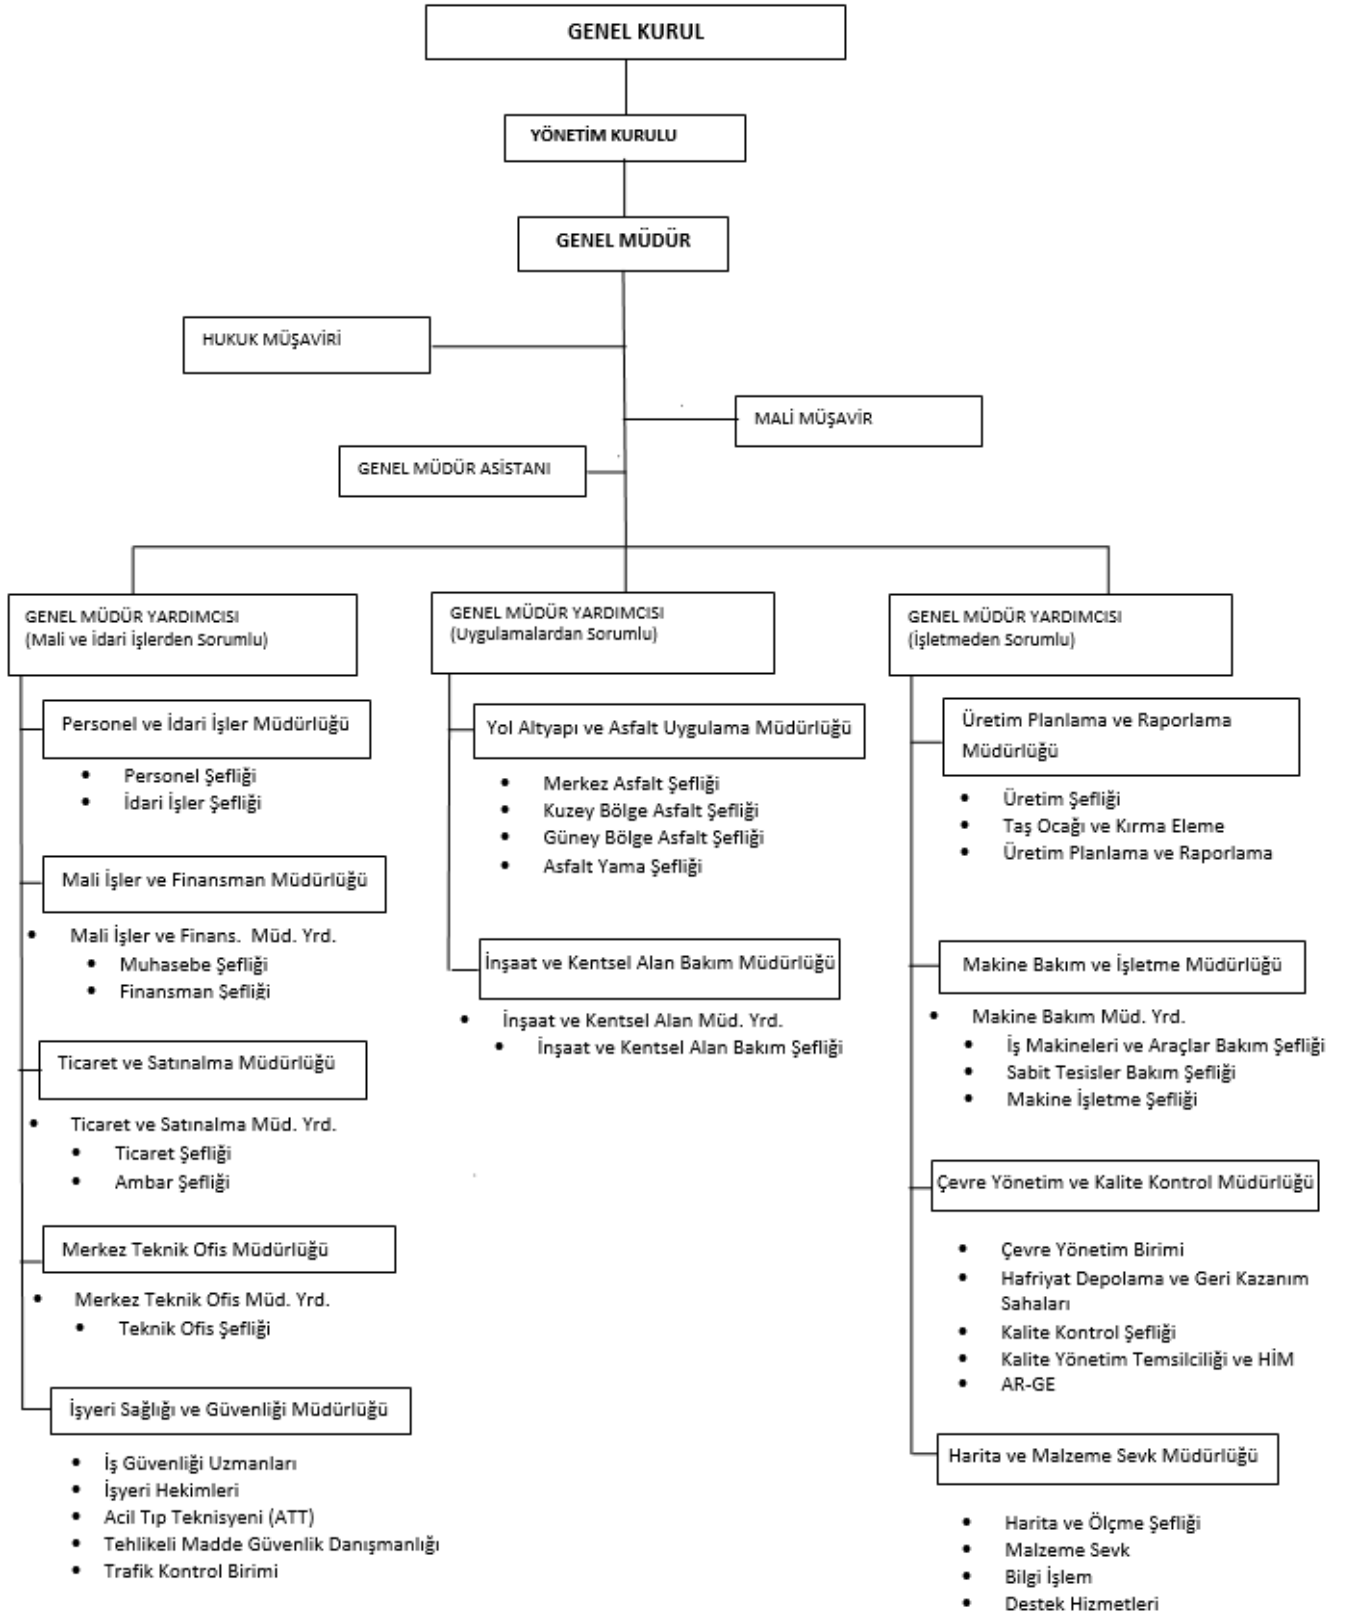 GENEL KURUL
YÖNETİM KURULU
GENEL MÜDÜR
HUKUK MÜŞAVİRİ
MALİ MÜŞAVİR
GENEL MÜDÜR ASİSTANI
GENEL MÜDÜR YARDIMCISI
(Mali ve İdari İşlerden Sorumlu)
Personel ve İdari İşler Müdürlüğü
• Personel Şefliği
• İdari İşler Şefliği
Mali İşler ve Finansman Müdürlüğü
• Mali İşler ve Finans. Müd. Yrd.
• Muhasebe Şefliği
• Finansman Şefliği
Ticaret ve Satınalma Müdürlüğü
• Ticaret ve Satınalma Müd. Yrd.
• Ticaret Şefliği
• Ambar Şefliği
Merkez Teknik Ofis Müdürlüğü
• Merkez Teknik Ofis Müd. Yrd.
• Teknik Ofis Şefliği
İşyeri Sağlığı ve Güvenliği Müdürlüğü
• İş Güvenliği Uzmanları
• İşyeri Hekimleri
• Acil Tıp Teknisyeni (ATT)
• Tehlikeli Madde Güvenlik Danışmanlığı
• Trafik Kontrol Birimi
GENEL MÜDÜR YARDIMCISI
(Uygulamalardan Sorumlu)
Yol Altyapı ve Asfalt Uygulama Müdürlüğü
• Merkez Asfalt Şefliği
• Kuzey Bölge Asfalt Şefliği
• Güney Bölge Asfalt Şefliği
• Asfalt Yama Şefliği
İnşaat ve Kentsel Alan Bakım Müdürlüğü
• İnşaat ve Kentsel Alan Müd. Yrd.
• İnşaat ve Kentsel Alan Bakım Şefliği
GENEL MÜDÜR YARDIMCISI
(İşletmeden Sorumlu)
Üretim Planlama ve Raporlama
Müdürlüğü
• Üretim Şefliği
• Taş Ocağı ve Kırma Eleme
• Üretim Planlama ve Raporlama
Makine Bakım ve İşletme Müdürlüğü
• Makine Bakım Müd. Yrd.
• İş Makineleri ve Araçlar Bakım Şefliği
• Sabit Tesisler Bakım Şefliği
• Makine İşletme Şefliği
Çevre Yönetim ve Kalite Kontrol Müdürlüğü
• Çevre Yönetim Birimi
• Hafriyat Depolama ve Geri Kazanım
Sahaları
• Kalite Kontrol Şefliği
• Kalite Yönetim Temsilciliği ve HİM
• AR-GE
Harita ve Malzeme Sevk Müdürlüğü
• Harita ve Ölçme Şefliği
• Malzeme Sevk
• Bilgi İşlem
• Destek Hizmetleri